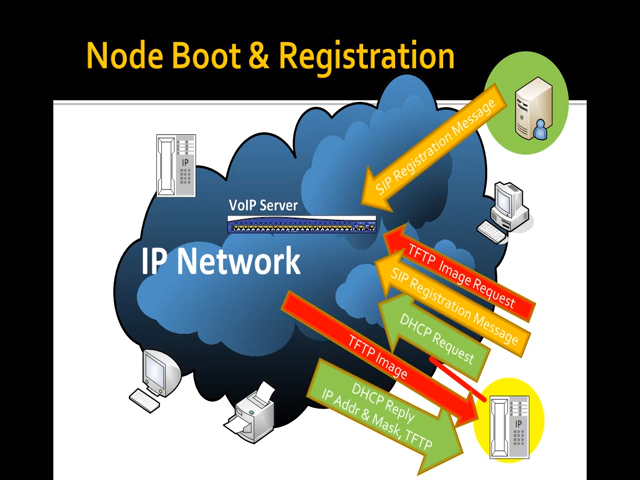 Node Boot & Registration
SIP Registration Message
IP
VoIP Server
IP Network
TFTP Image Request
SIP Registration Message
DHCP Request
TFTP Image
DHCP Reply
IP Addr & Mask, TFTP
IP